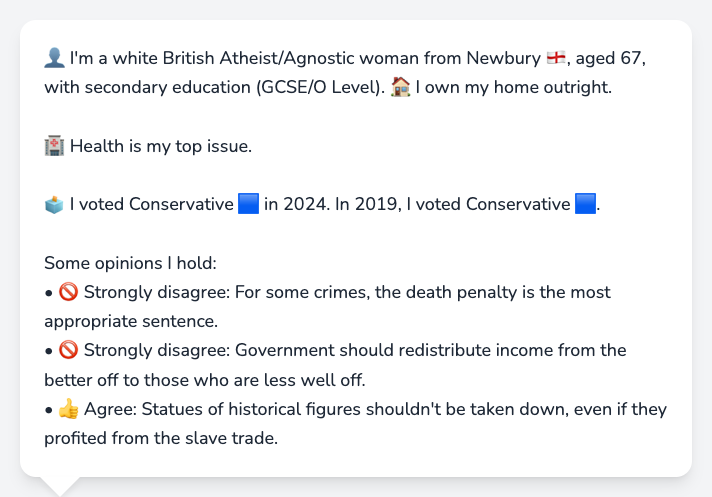 👤 I'm a white British Atheist/Agnostic woman from Newbury 🏴󠁧󠁢󠁥󠁮󠁧󠁿, aged 67,
with secondary education (GCSE/O Level). 🏠 I own my home outright.
🏥 Health is my top issue.
🗳️ I voted Conservative 🟦 in 2024. In 2019, I voted Conservative 🟦.
Some opinions I hold:
• 🚫 Strongly disagree: For some crimes, the death penalty is the most
appropriate sentence.
• 🚫 Strongly disagree: Government should redistribute income from the
better off to those who are less well off.
• 👍 Agree: Statues of historical figures shouldn't be taken down, even if they
profited from the slave trade.